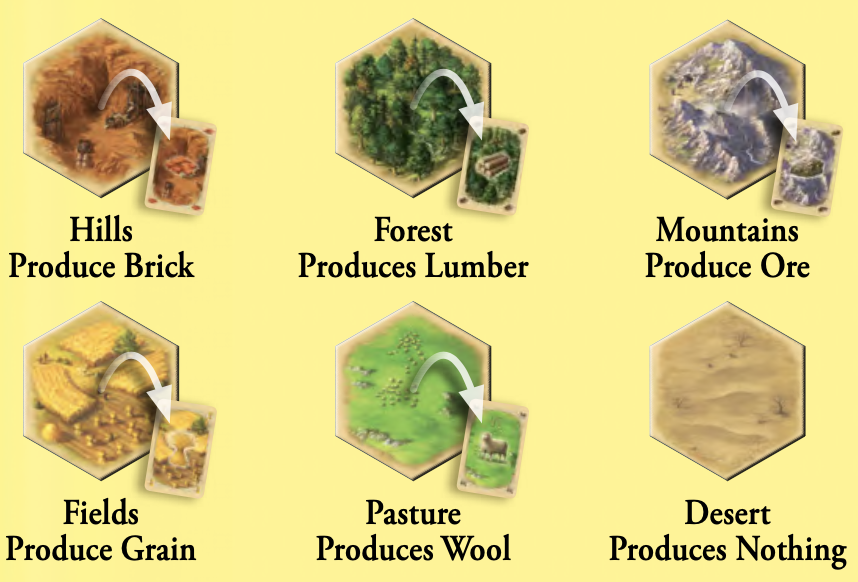 Hills
Produce Brick
Forest
Produces Lumber
Mountains
Produce Ore
Fields
Produce Grain
Pasture
Produces Wool
Desert
Produces Nothing